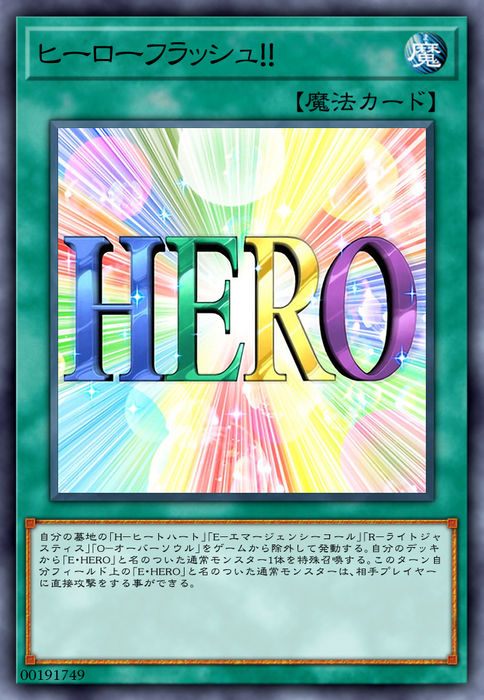 ヒーローフラッシュ!!
魔
【魔法カード】
HERO
自分の墓地の「H-ヒートハート」「E-エマージェンシーコール」「R-ライトジャ
スティス」「O-オーバーソウル」をゲームから除外して発動する。自分のデッキ
から「E・HERO」と名のついた通常モンスター1体を特殊召喚する。このターン自
分フィールド上の「E・HERO」と名のついた通常モンスターは、相手プレイヤー
に直接攻撃をする事ができる。
00191749